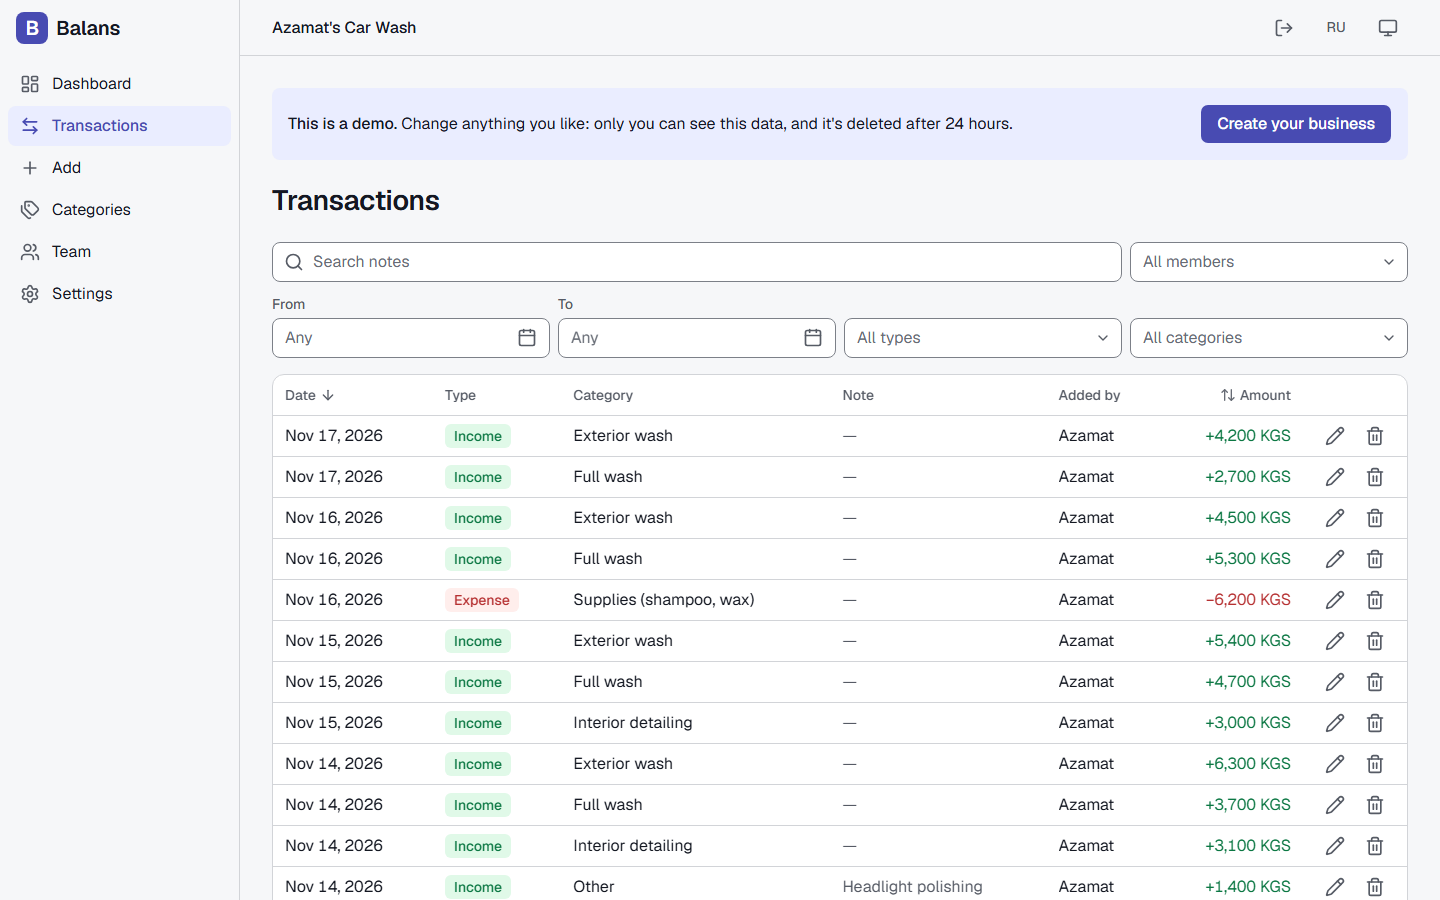 B Balans
Azamat's Car Wash
RU
Dashboard
Transactions
Add
Categories
Team
Settings
This is a demo. Change anything you like: only you can see this data, and it's deleted after 24 hours.
Create your business
Transactions
Search notes
All members
From
To
Any
Any
All types
All categories
Date Type Category Note Added by Amount
Nov 17, 2026 Income Exterior wash — Azamat +4,200 KGS
Nov 17, 2026 Income Full wash — Azamat +2,700 KGS
Nov 16, 2026 Income Exterior wash — Azamat +4,500 KGS
Nov 16, 2026 Income Full wash — Azamat +5,300 KGS
Nov 16, 2026 Expense Supplies (shampoo, wax) — Azamat −6,200 KGS
Nov 15, 2026 Income Exterior wash — Azamat +5,400 KGS
Nov 15, 2026 Income Full wash — Azamat +4,700 KGS
Nov 15, 2026 Income Interior detailing — Azamat +3,000 KGS
Nov 14, 2026 Income Exterior wash — Azamat +6,300 KGS
Nov 14, 2026 Income Full wash — Azamat +3,700 KGS
Nov 14, 2026 Income Interior detailing — Azamat +3,100 KGS
Nov 14, 2026 Income Other Headlight polishing Azamat +1,400 KGS